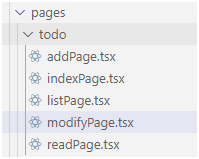 pages
todo
addPage.tsx
indexPage.tsx
listPage.tsx
modifyPage.tsx
readPage.tsx